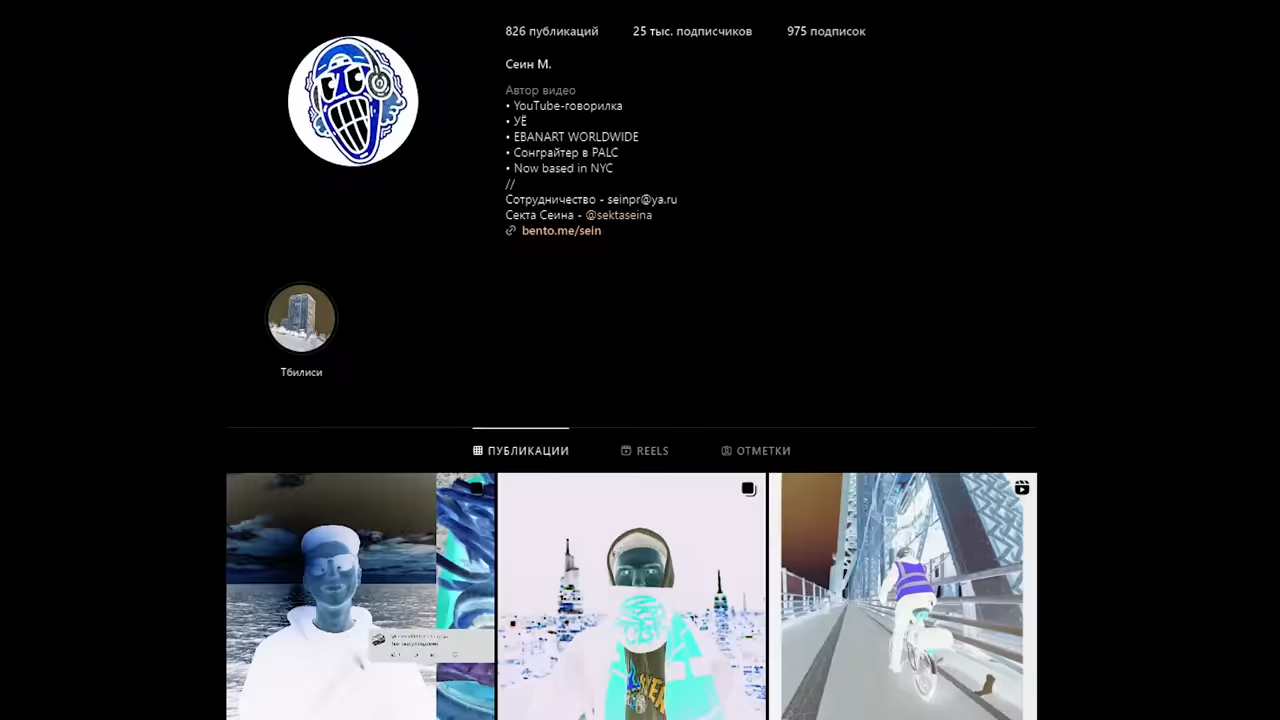 826 публикаций 25 тыс. подписчиков 975 подписок
Сеин М.
Автор видео
• YouTube-говорилка
• УЁ
• EBANART WORLDWIDE
• Сонграйтер в PALC
• Now based in NYC
//
Сотрудничество - seinpr@ya.ru
Секта Сеина - @sektaseina
bento.me/sein
Тбилиси
ПУБЛИКАЦИИ REELS ОТМЕТКИ